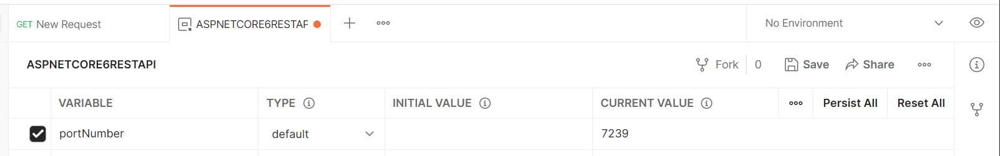 GET New Request
ASPNETCORE6RESTAP
No Environment
ASPNETCORE6RESTAPI
Fork 0 Save Share
VARIABLE TYPE INITIAL VALUE CURRENT VALUE Persist All Reset All
portNumber default 7239